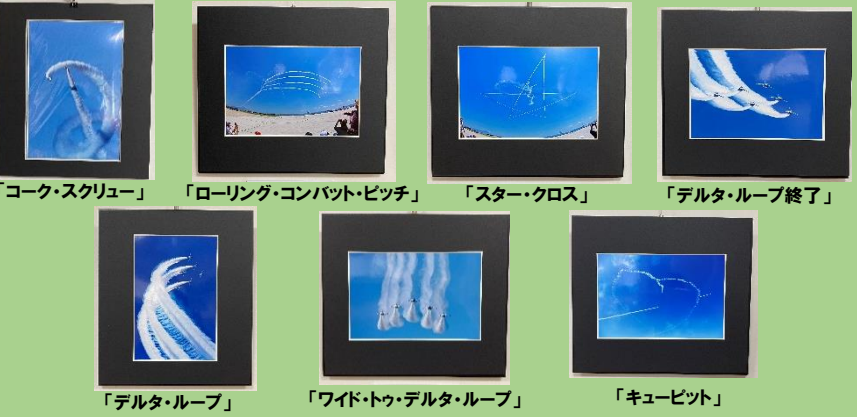 「コーク・スクリュー」
「ローリング・コンバット・ピッチ」
「スター・クロス」
「デルタ・ループ終了」
「デルタ・ループ」
「ワイド・トゥ・デルタ・ループ」
「キューピット」